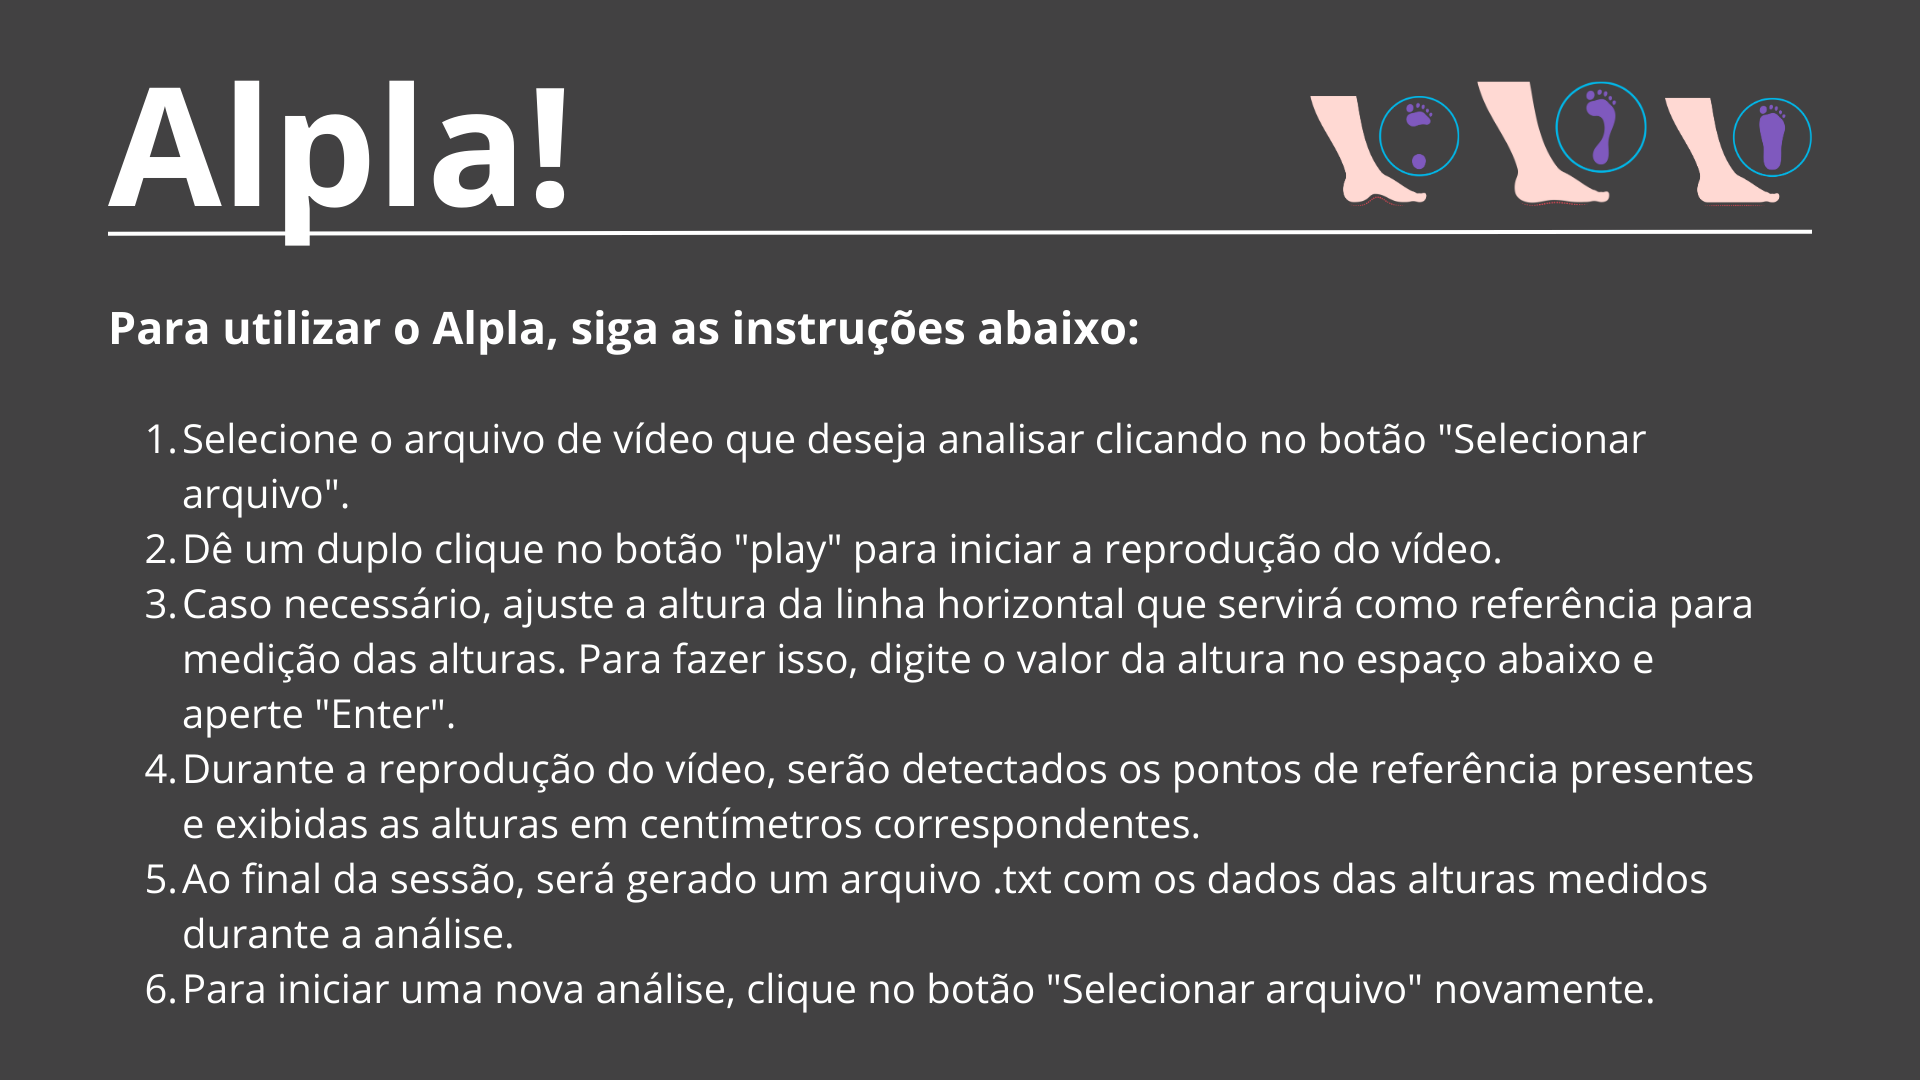 Alpla!
Para utilizar o Alpla, siga as instruções abaixo:
1. Selecione o arquivo de vídeo que deseja analisar clicando no botão "Selecionar
arquivo".
2. Dê um duplo clique no botão "play" para iniciar a reprodução do vídeo.
3. Caso necessário, ajuste a altura da linha horizontal que servirá como referência para
medição das alturas. Para fazer isso, digite o valor da altura no espaço abaixo e
aperte "Enter".
4. Durante a reprodução do vídeo, serão detectados os pontos de referência presentes
e exibidas as alturas em centímetros correspondentes.
5. Ao final da sessão, será gerado um arquivo .txt com os dados das alturas medidos
durante a análise.
6. Para iniciar uma nova análise, clique no botão "Selecionar arquivo" novamente.